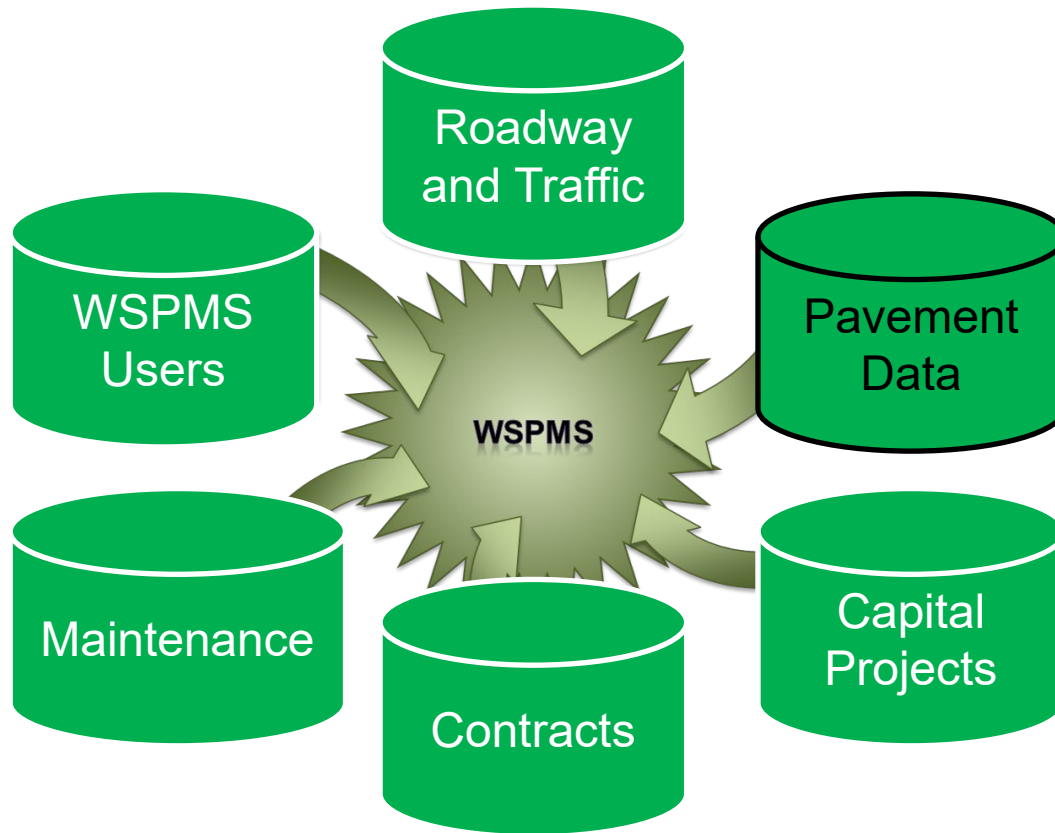 Roadway
and Traffic
WSPMS
Users
Pavement
Data
WSPMS
Maintenance
Capital
Projects
Contracts